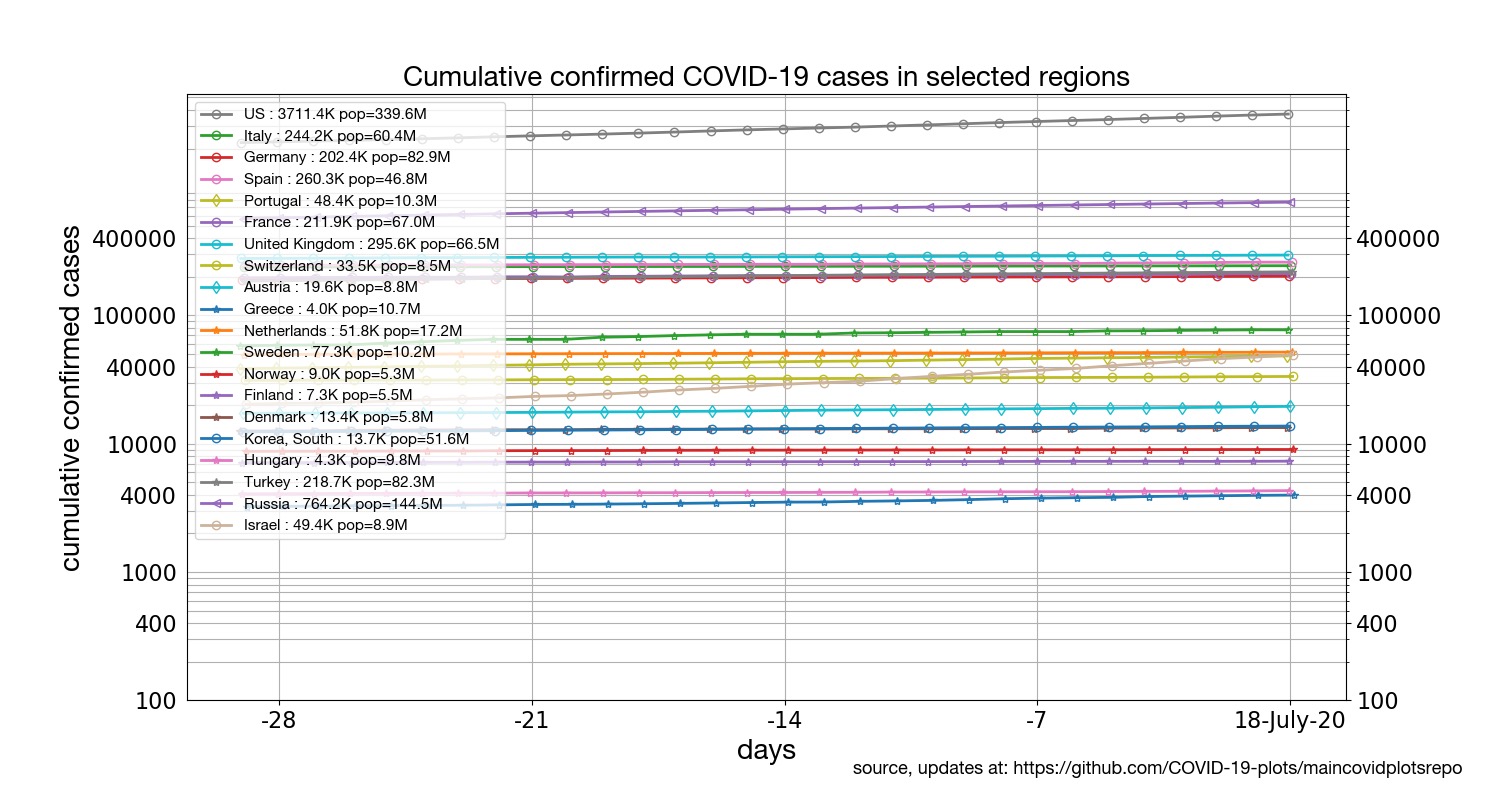 Cumulative confirmed COVID-19 cases in selected regions
US : 3711.4K pop=339.6M
Italy : 244.2K pop=60.4M
Germany : 202.4K pop=82.9M
Spain : 260.3K pop=46.8M
Portugal : 48.4K pop=10.3M
France : 211.9K pop=67.0M
United Kingdom : 295.6K pop=66.5M
Switzerland : 33.5K pop=8.5M
Austria : 19.6K pop=8.8M
Greece : 4.0K pop=10.7M
Netherlands : 51.8K pop=17.2M
Sweden : 77.3K pop=10.2M
Norway : 9.0K pop=5.3M
Finland : 7.3K pop=5.5M
Denmark : 13.4K pop=5.8M
Korea, South : 13.7K pop=51.6M
Hungary : 4.3K pop=9.8M
Turkey : 218.7K pop=82.3M
Russia : 764.2K pop=144.5M
Israel : 49.4K pop=8.9M
cumulative confirmed cases
400000
100000
40000
10000
4000
1000
400
100
400000
100000
40000
10000
4000
1000
400
100
-28 -21 -14 -7 18-July-20
days
source, updates at: https://github.com/COVID-19-plots/maincovidplotsrepo